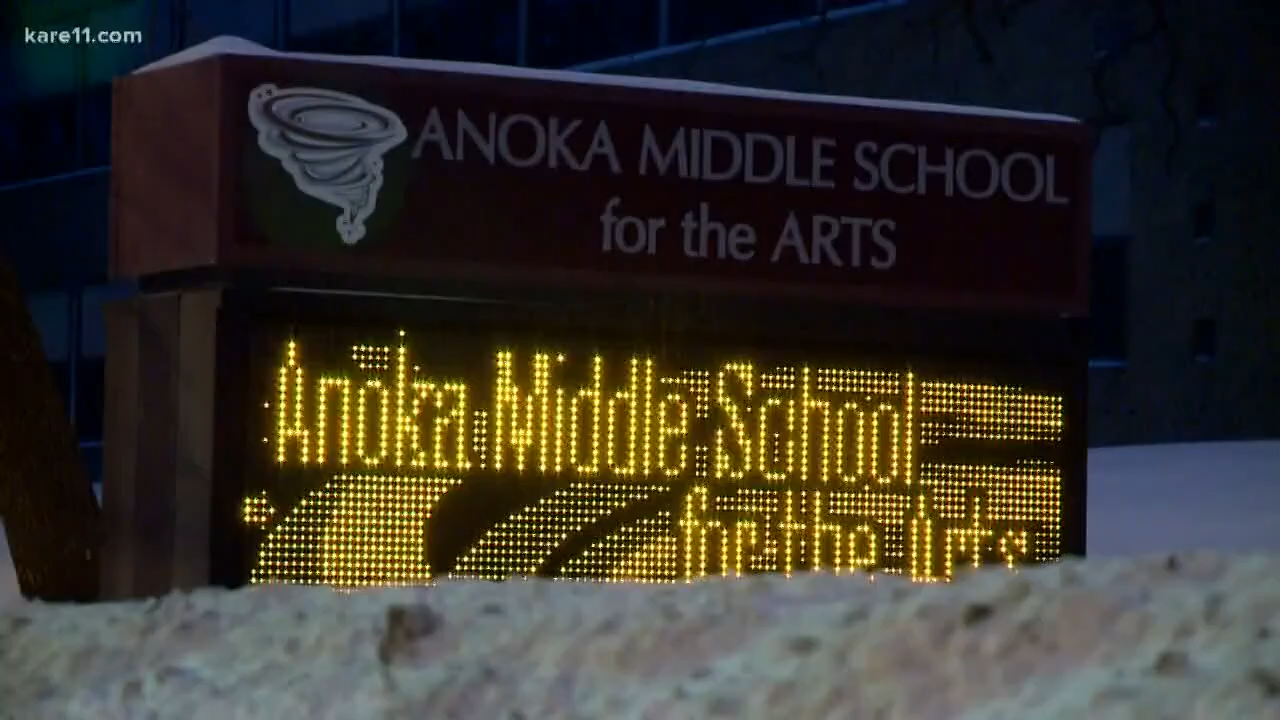 kare11.com
ANOKA MIDDLE SCHOOL
for the ARTS
Anoka Middle School
for the Arts